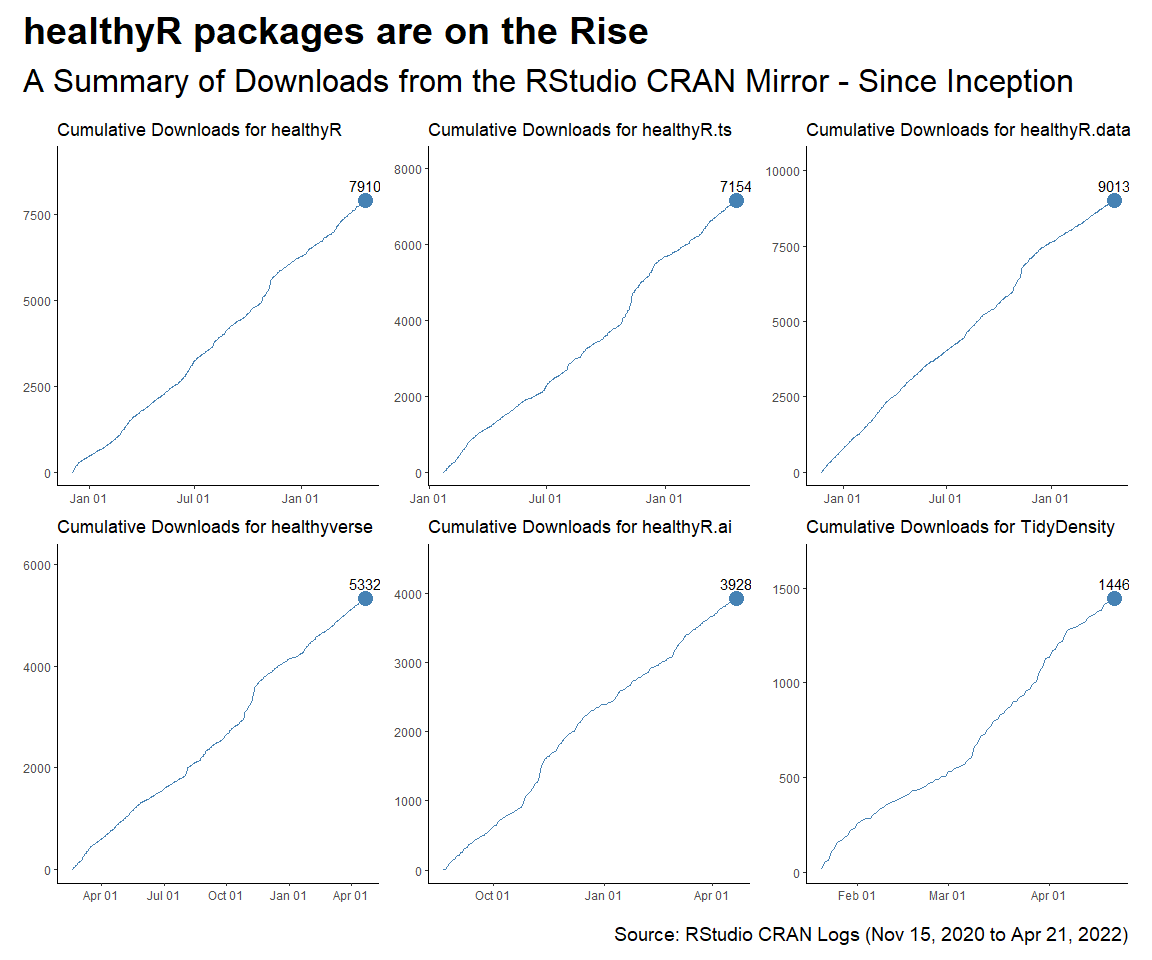 healthyR packages are on the Rise
A Summary of Downloads from the RStudio CRAN Mirror - Since Inception
Cumulative Downloads for healthyR
7910
7500
5000
2500
0
Jan 01 Jul 01 Jan 01
Cumulative Downloads for healthyR.ts
8000
7154
6000
4000
2000
0
Jan 01 Jul 01 Jan 01
Cumulative Downloads for healthyR.data
10000
9013
7500
5000
2500
0
Jan 01 Jul 01 Jan 01
Cumulative Downloads for healthyverse
6000
5332
4000
2000
0
Apr 01 Jul 01 Oct 01 Jan 01 Apr 01
Cumulative Downloads for healthyR.ai
3928
4000
3000
2000
1000
0
Oct 01 Jan 01 Apr 01
Cumulative Downloads for TidyDensity
1446
1500
1000
500
0
Feb 01 Mar 01 Apr 01
Source: RStudio CRAN Logs (Nov 15, 2020 to Apr 21, 2022)